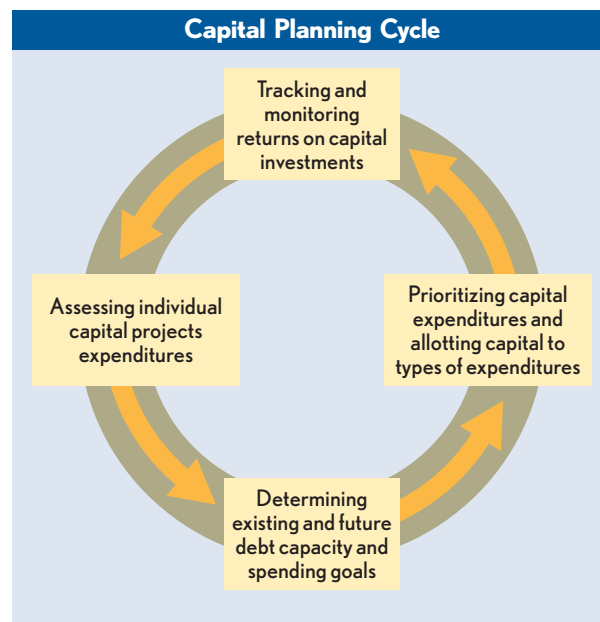 Capital Planning Cycle
Tracking and
monitoring
returns on capital
investments
Assessing individual
capital projects
expenditures
Prioritizing capital
expenditures and
allotting capital to
types of expenditures
Determining
existing and future
debt capacity and
spending goals